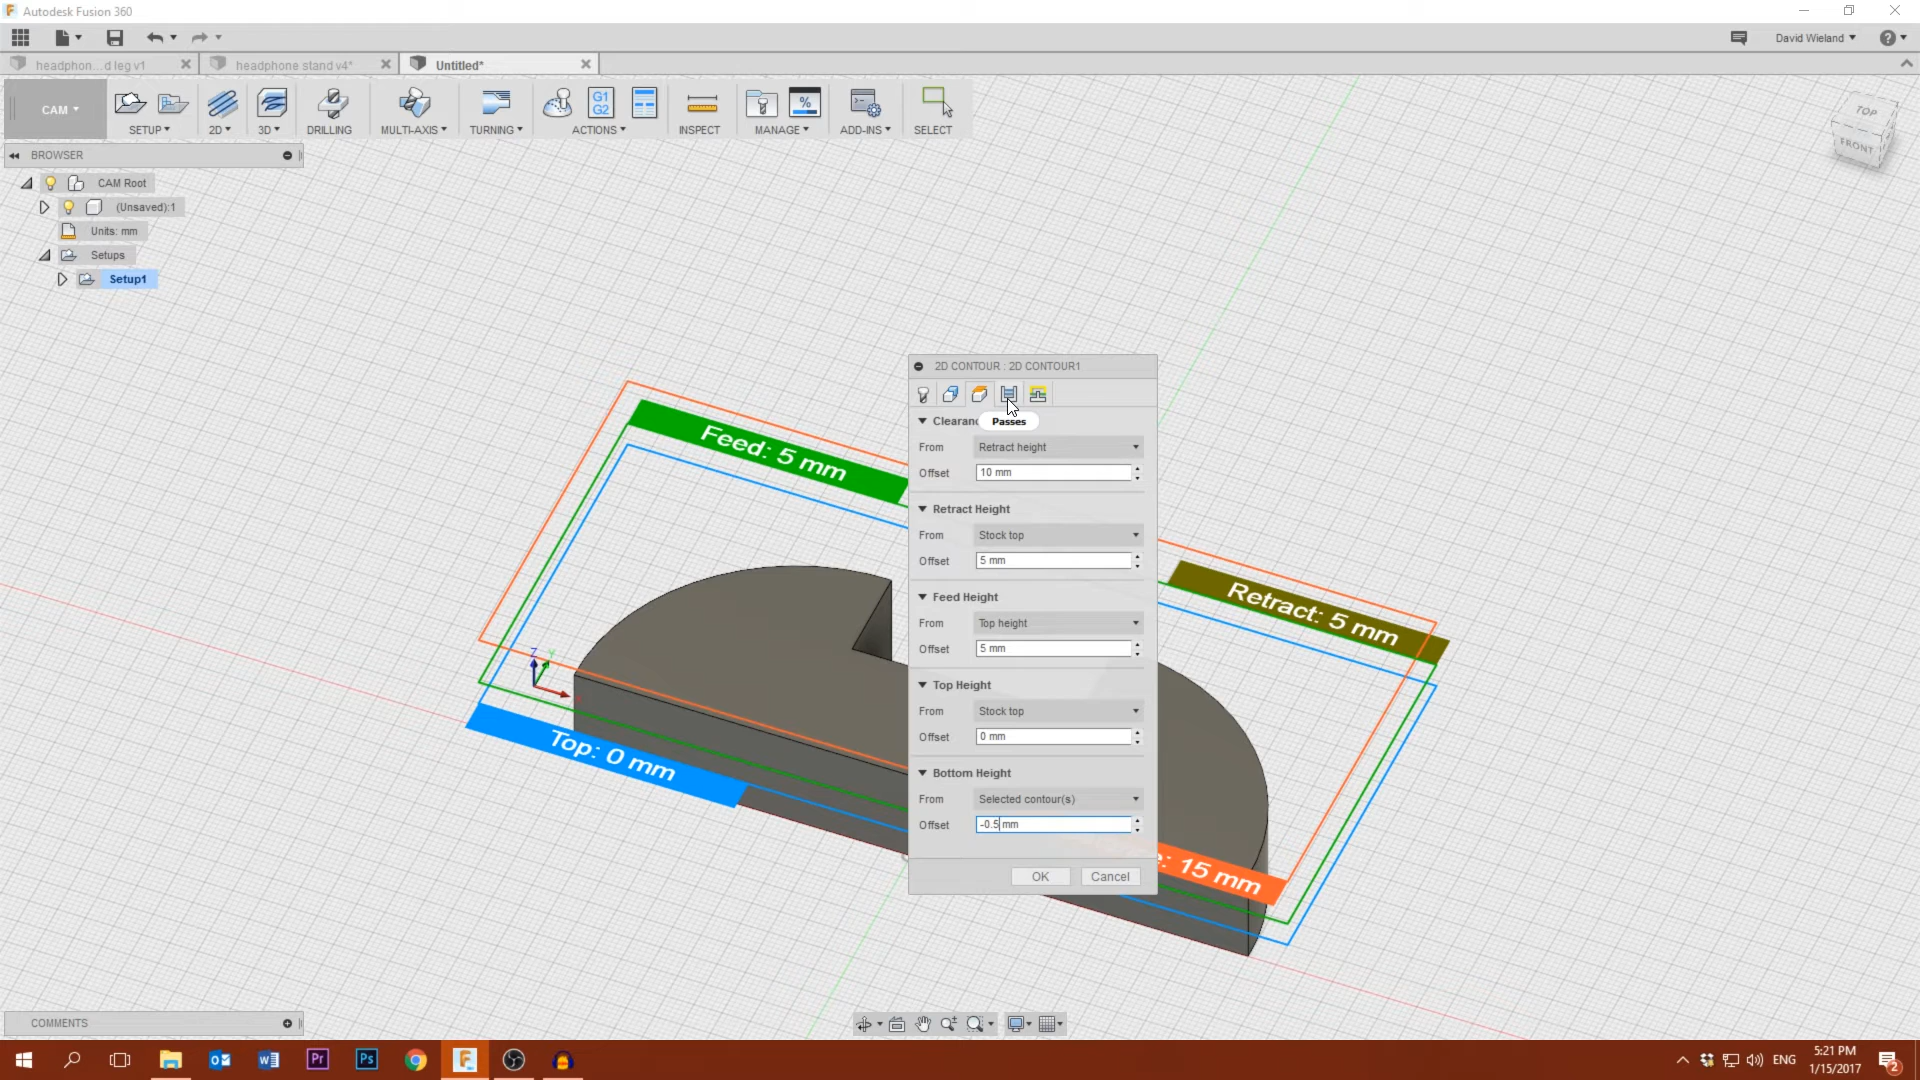 Autodesk Fusion 360
David Wieland
headphon...d leg v1
headphone stand v4*
Untitled*
CAM
G1
G2
%
SETUP
2D
3D
DRILLING
MULTI-AXIS
TURNING
ACTIONS
INSPECT
MANAGE
ADD-INS
SELECT
TOP
FRONT
BROWSER
CAM Root
(Unsaved):1
Units: mm
Setups
Setup1
2D CONTOUR : 2D CONTOUR1
Clearanc
Passes
From
Retract height
Offset
10 mm
Retract Height
From
Stock top
Offset
5 mm
Feed Height
From
Top height
Offset
5 mm
Top Height
From
Stock top
Offset
0 mm
Bottom Height
From
Selected contour(s)
Offset
-0.5 mm
OK
Cancel
Feed: 5 mm
Retract: 5 mm
Top: 0 mm
e: 15 mm
Z
Y
COMMENTS
Pr
Ps
ENG
5:21 PM
1/15/2017
2